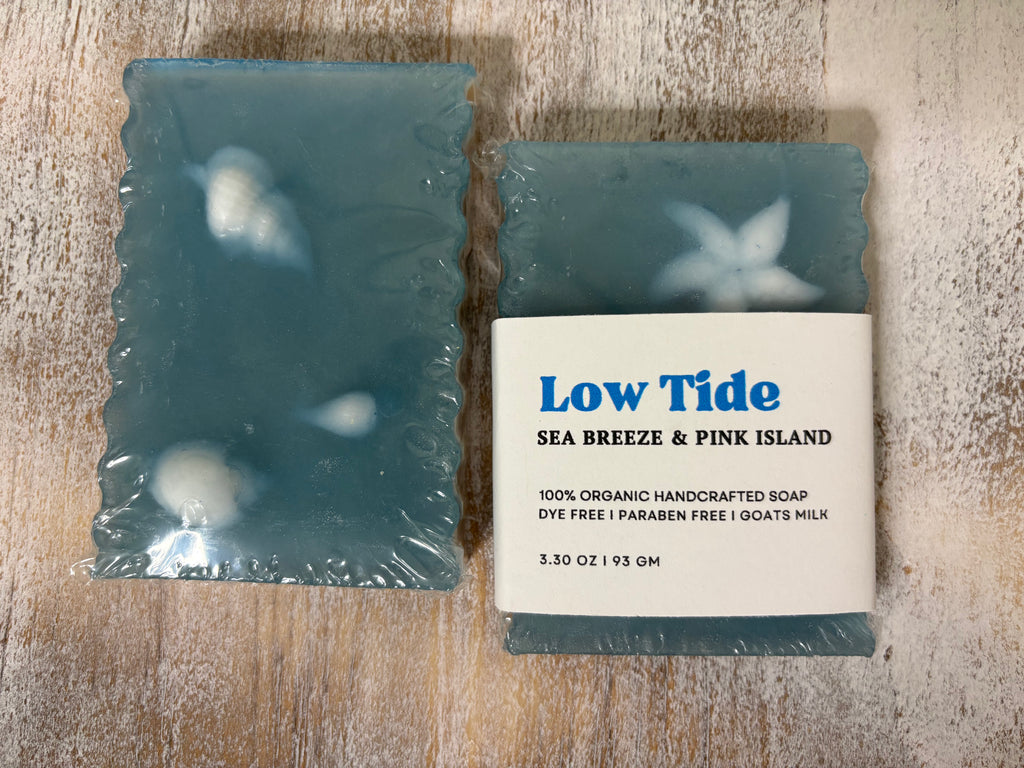 Low Tide
SEA BREEZE & PINK ISLAND
100% ORGANIC HANDCRAFTED SOAP
DYE FREE I PARABEN FREE I GOATS MILK
3.30 OZ I 93 GM